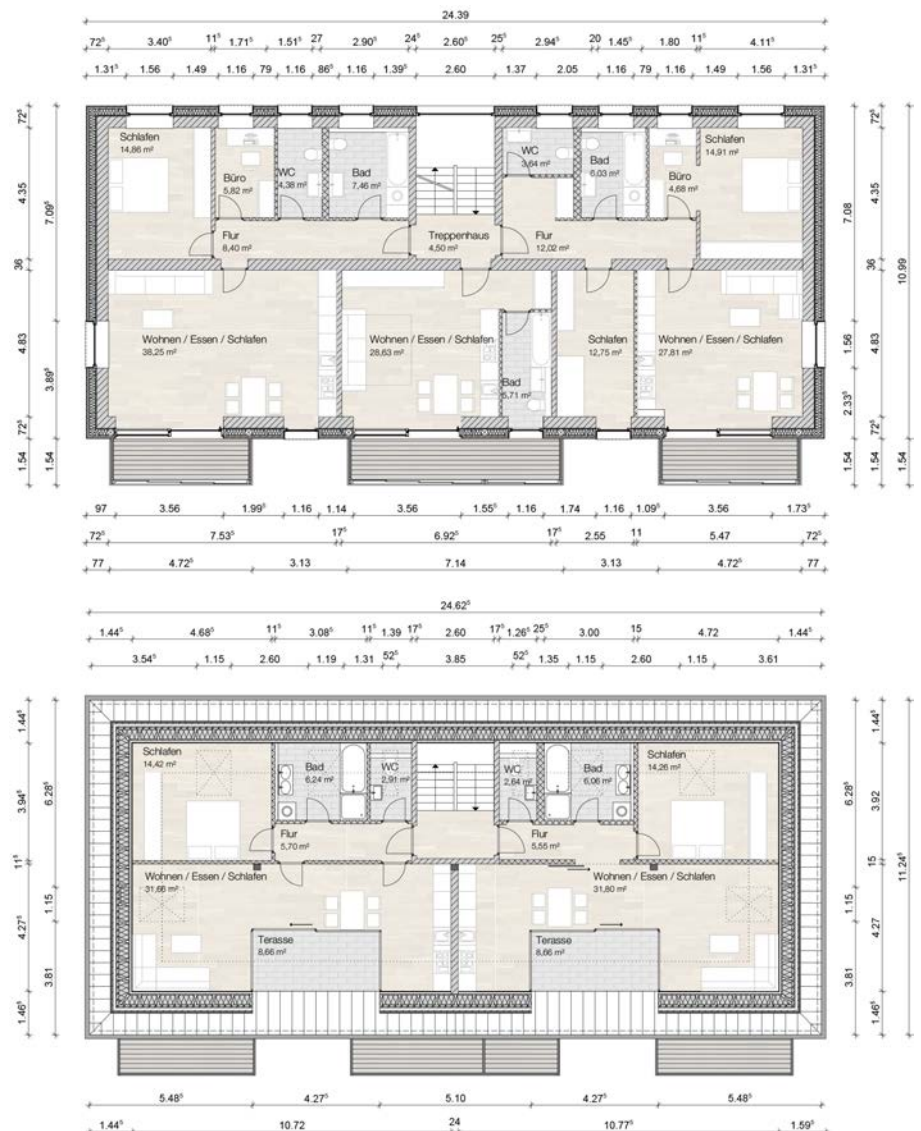 24.39
72⁵ 3.40⁵ 11⁵ 1.71⁵ 1.51⁵ 27 2.90⁵ 24⁵ 2.60⁵ 25⁵ 2.94⁵ 20 1.45⁵ 1.80 11⁵ 4.11⁵
1.31⁵ 1.56 1.49 1.16 79 1.16 86⁵ 1.16 1.39⁵ 2.60 1.37 2.05 1.16 79 1.16 1.49 1.56 1.31⁵
72⁵ 4.35 36 4.83 72⁵ 1.54
7.09⁵ 3.89⁵ 1.54
Schlafen
14,86 m²
Büro
5,82 m²
WC
4,38 m²
Bad
7,46 m²
WC
3,64 m²
Bad
6,03 m²
Büro
4,68 m²
Schlafen
14,91 m²
Flur
8,40 m²
Treppenhaus
4,50 m²
Flur
12,02 m²
Wohnen / Essen / Schlafen
38,25 m²
Wohnen / Essen / Schlafen
28,63 m²
Bad
5,71 m²
Schlafen
12,75 m²
Wohnen / Essen / Schlafen
27,81 m²
7.08 1.56 2.33⁵ 1.54
72⁵ 4.35 36 4.83 72⁵ 1.54
10.99 1.54
97 3.56 1.99⁵ 1.16 1.14 3.56 1.55⁵ 1.16 1.74 1.16 1.09⁵ 3.56 1.73⁵
72⁵ 7.53⁵ 17⁵ 6.92⁵ 17⁵ 2.55 11 5.47 72⁵
77 4.72⁵ 3.13 7.14 3.13 4.72⁵ 77
24.62⁵
1.44⁵ 4.68⁵ 11⁵ 3.08⁵ 11⁵ 1.39 17⁵ 2.60 17⁵ 1.26⁵ 25⁵ 3.00 15 4.72 1.44⁵
3.54⁵ 1.15 2.60 1.19 1.31 52⁵ 3.85 52⁵ 1.35 1.15 2.60 1.15 3.61
1.44⁵ 3.94⁵ 11⁵ 4.27⁵ 1.46⁵
6.28⁵ 1.15 3.81
Schlafen
14,42 m²
Bad
6,24 m²
WC
2,91 m²
WC
2,64 m²
Bad
6,06 m²
Schlafen
14,26 m²
Flur
5,70 m²
Flur
5,55 m²
Wohnen / Essen / Schlafen
31,66 m²
Wohnen / Essen / Schlafen
31,80 m²
Terasse
8,66 m²
Terasse
8,66 m²
6.28⁵ 1.15 3.81
1.44⁵ 3.92 15 4.27 1.46⁵
11.24⁵
5.48⁵ 4.27⁵ 5.10 4.27⁵ 5.48⁵
1.44⁵ 10.72 24 10.77⁵ 1.59⁵